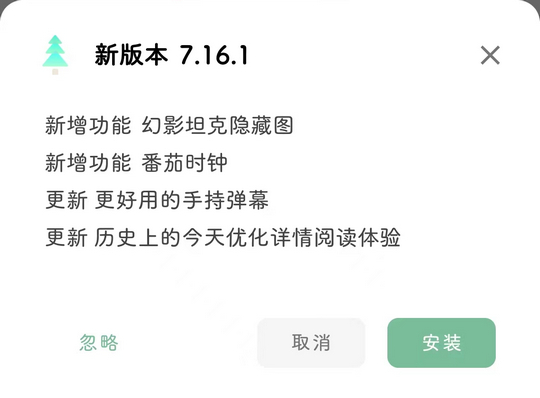 新版本 7.16.1
新增功能 幻影坦克隐藏图
新增功能 番茄时钟
更新 更好用的手持弹幕
更新 历史上的今天优化详情阅读体验
忽略
取消
安装